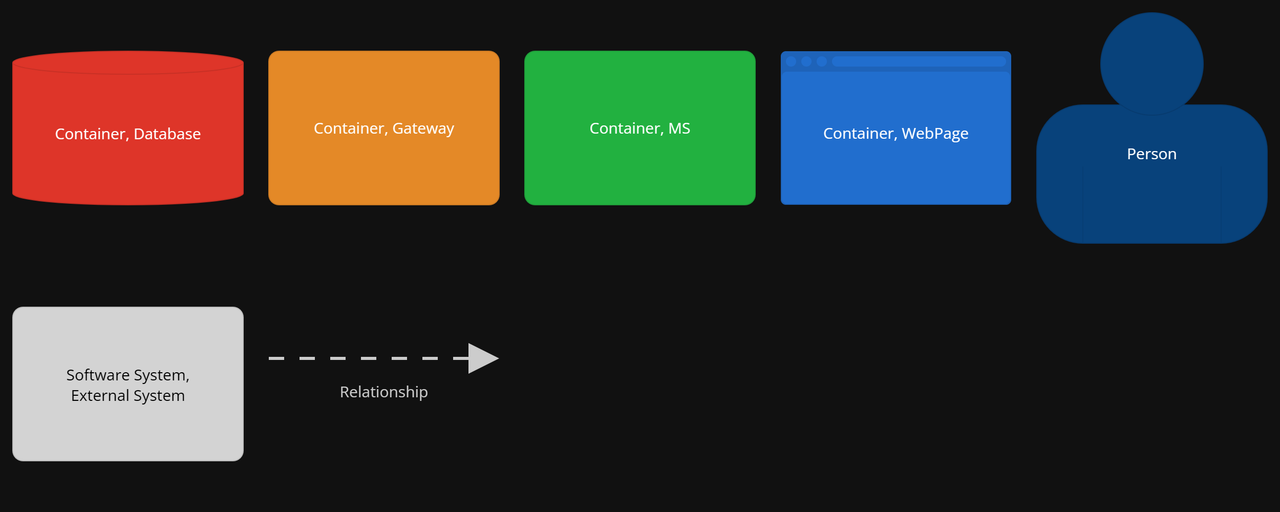 Container, Database
Container, Gateway
Container, MS
Container, WebPage
Person
Software System,
External System
Relationship